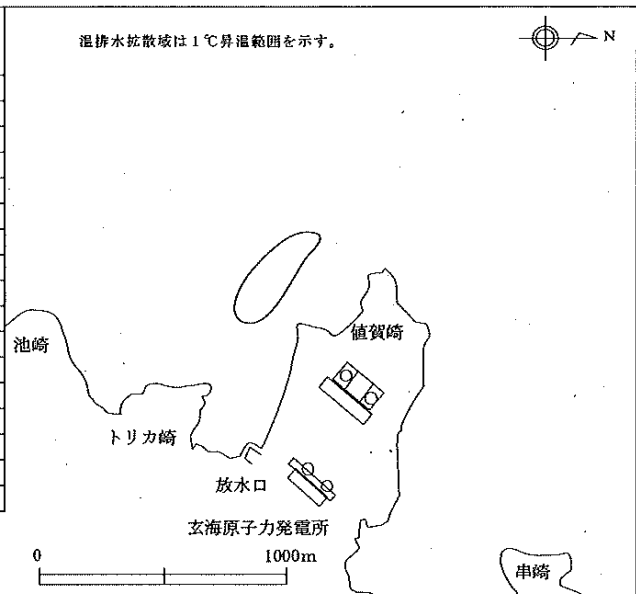 温排水拡散域は1℃昇温範囲を示す。
N
値賀崎
池崎
トリカ崎
放水口
玄海原子力発電所
0 1000m
串崎